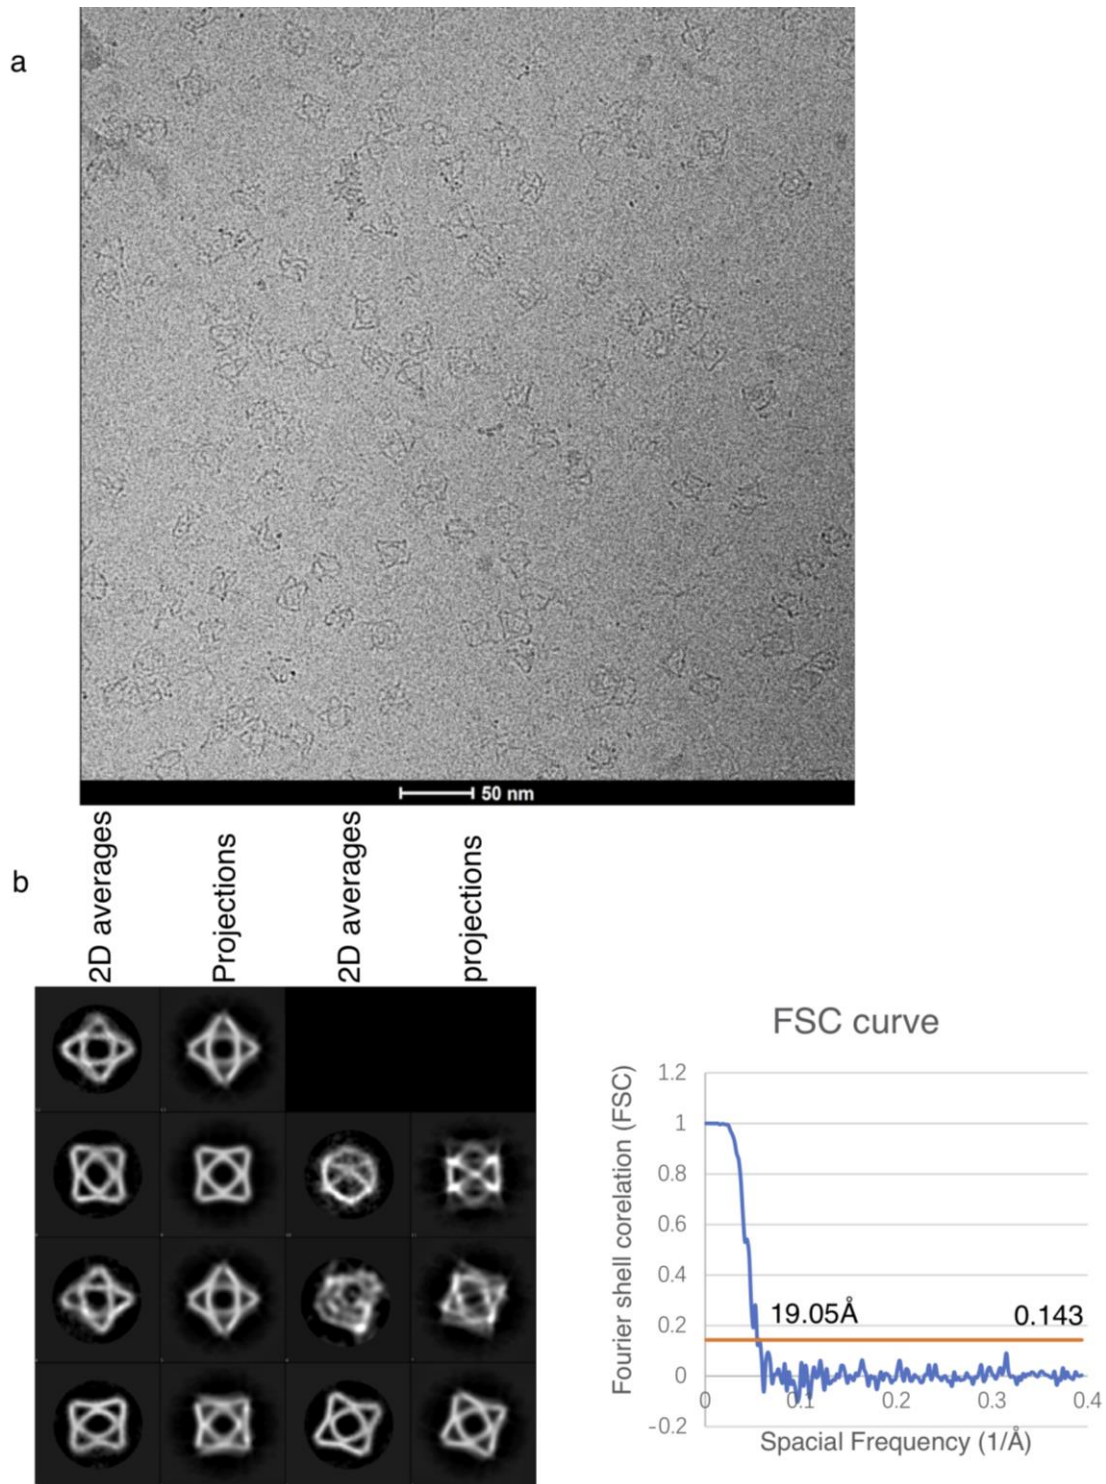 a
50 nm
b
2D averages
Projections
2D averages
projections
FSC curve
Fourier shell corelation (FSC)
1.2
1
0.8
0.6
0.4
0.2
0
-0.2
19.05Å
0.143
0
0.1
0.2
0.3
0.4
Spacial Frequency (1/Å)